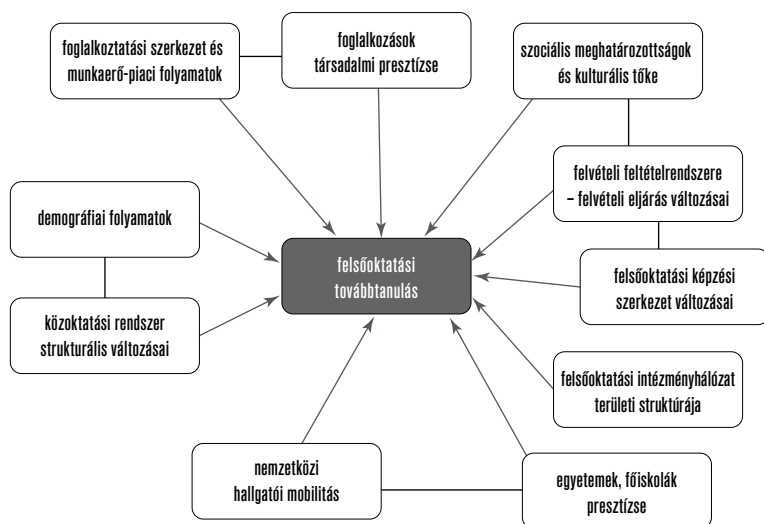 foglalkoztatási szerkezet és
munkaerő-piaci folyamatok
foglalkozások
társadalmi presztízse
szociális meghatározottságok
és kulturális tőke
felvételi feltételrendszere
– felvételi eljárás változásai
demográfiai folyamatok
felsőoktatási
továbbtanulás
felsőoktatási képzési
szerkezet változásai
közoktatási rendszer
strukturális változásai
felsőoktatási intézményhálózat
területi struktúrája
nemzetközi
hallgatói mobilitás
egyetemek, főiskolák
presztízse